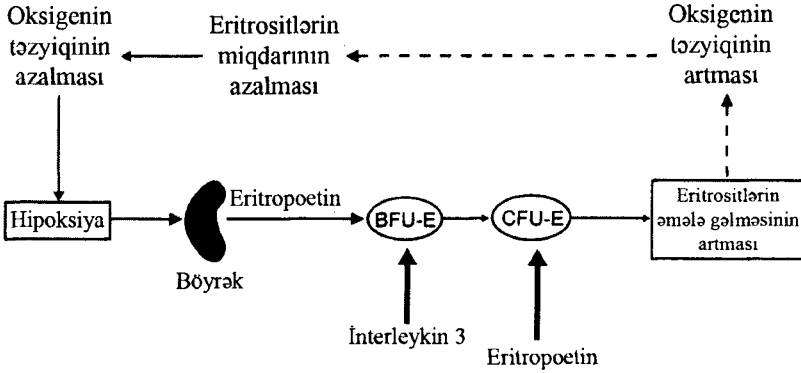 Oksigenin
təzyiqinin
azalması
Eritrositlərin
miqdarının
azalması
Oksigenin
təzyiqinin
artması
Hipoksiya
Böyrək
Eritropoetin
BFU-E
CFU-E
Eritrositlərin
əmələ gəlməsinin
artması
İnterleykin 3
Eritropoetin